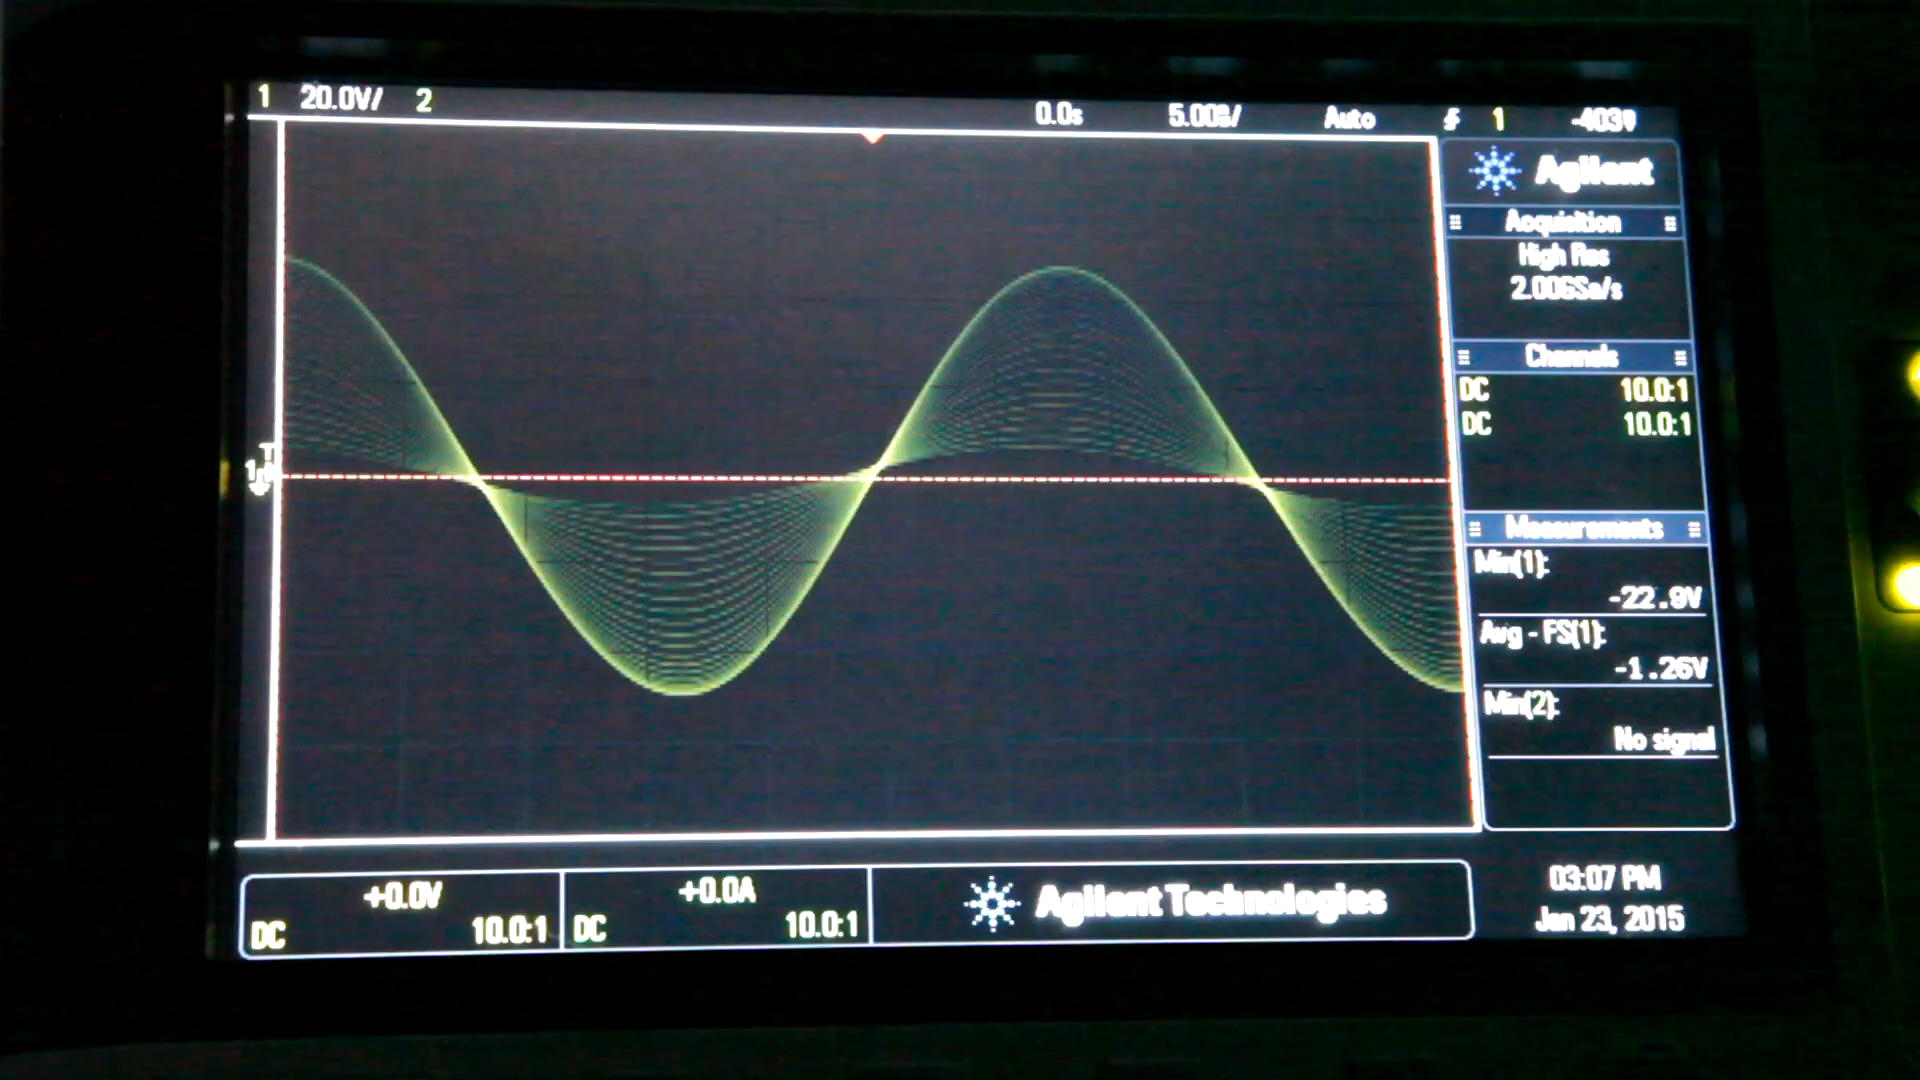 1 20.0V/ 2 0.0s Auto 1
Agilent
Acquisition
High Res
2.00GSa/s
Channels
DC 10.0:1
DC 10.0:1
Measurements
Min(1):
-22.9V
Avg - FS(1):
-1.26V
Min(2):
No signal
T
1
+0.0V
DC 10.0:1
+0.0A
DC 10.0:1
Agilent Technologies
03:07 PM
Jan 23, 2015